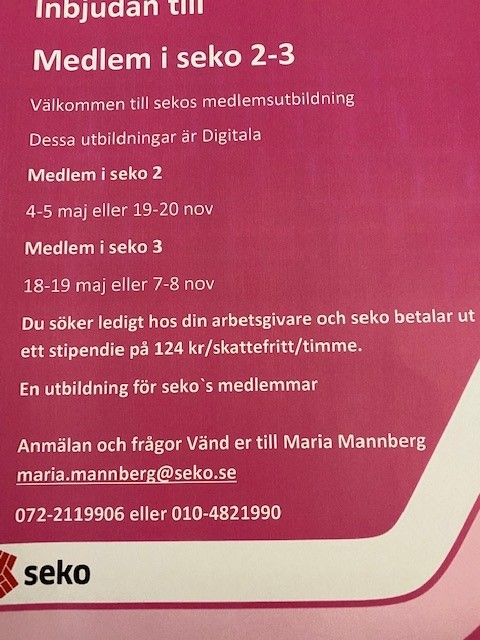 Inbjudan till
Medlem i seko 2-3
Välkommen till sekos medlemsutbildning
Dessa utbildningar är Digitala
Medlem i seko 2
4-5 maj eller 19-20 nov
Medlem i seko 3
18-19 maj eller 7-8 nov
Du söker ledigt hos din arbetsgivare och seko betalar ut
ett stipendie på 124 kr/skattefritt/timme.
En utbildning för seko`s medlemmar
Anmälan och frågor Vänd er till Maria Mannberg
maria.mannberg@seko.se
072-2119906 eller 010-4821990
seko